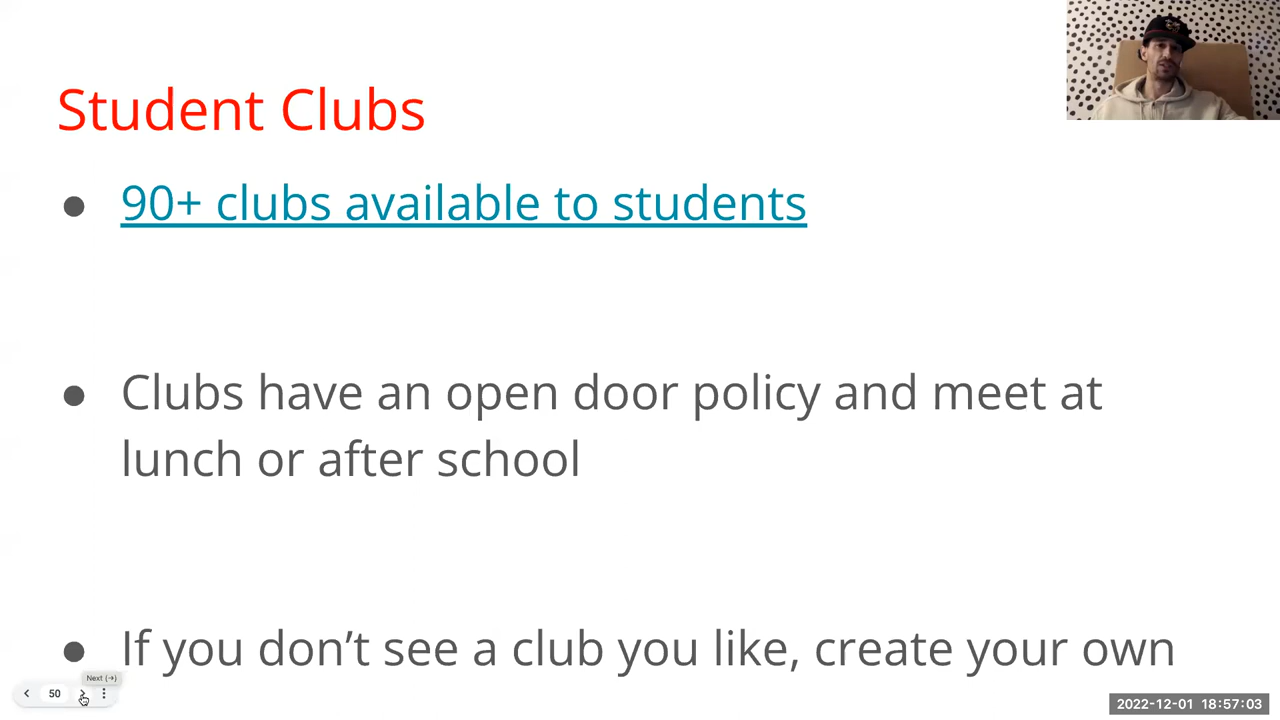 Student Clubs
● 90+ clubs available to students
● Clubs have an open door policy and meet at
lunch or after school
● If you don’t see a club you like, create your own
Next (→)
50
2022-12-01 18:57:03